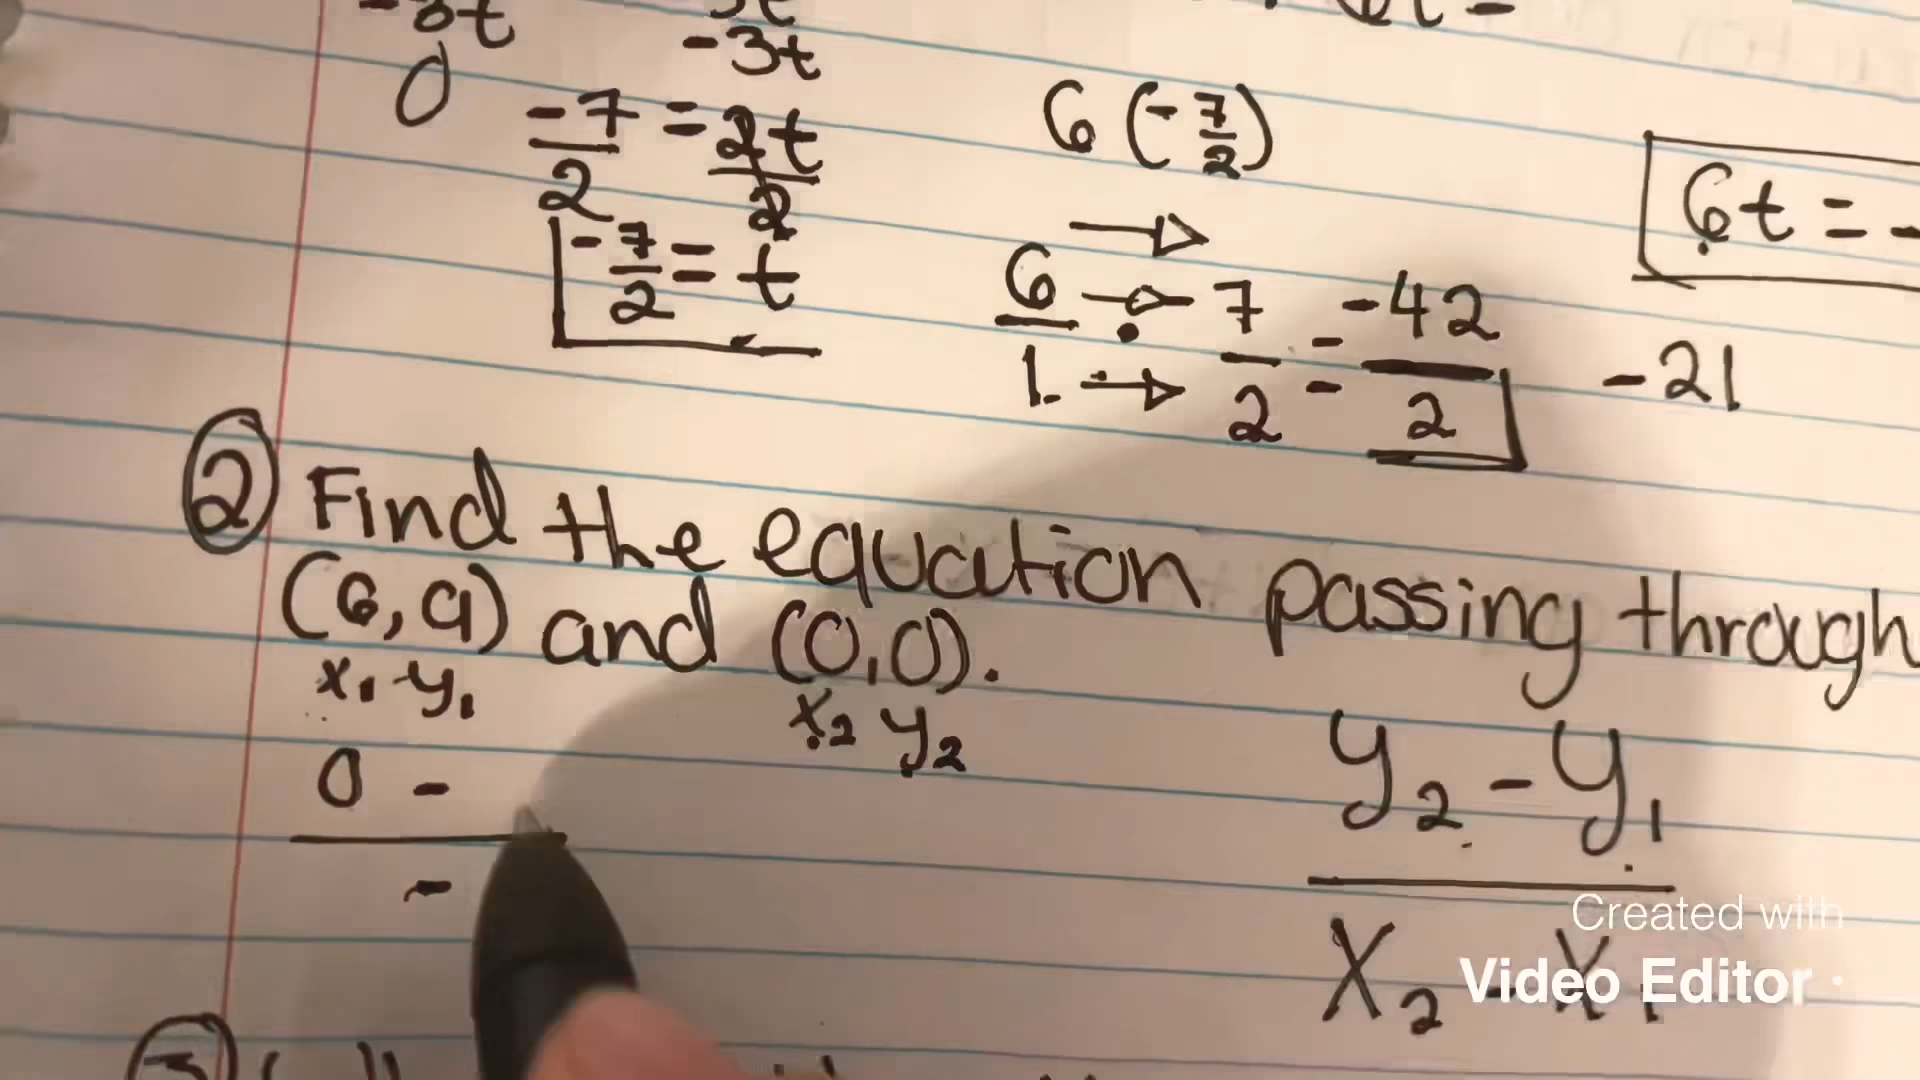 -3t
-3t
0
-7 = 2t
2 2
-7/2 = t
6 (-7/2)
6 7 = -42
1 2 2
-21
6t = -
② Find the equation passing through
(6,9) and (0,0).
x₁ y₁ x₂ y₂
0 -
-
y₂ - y₁
x₂ - x₁
Created with
Video Editor